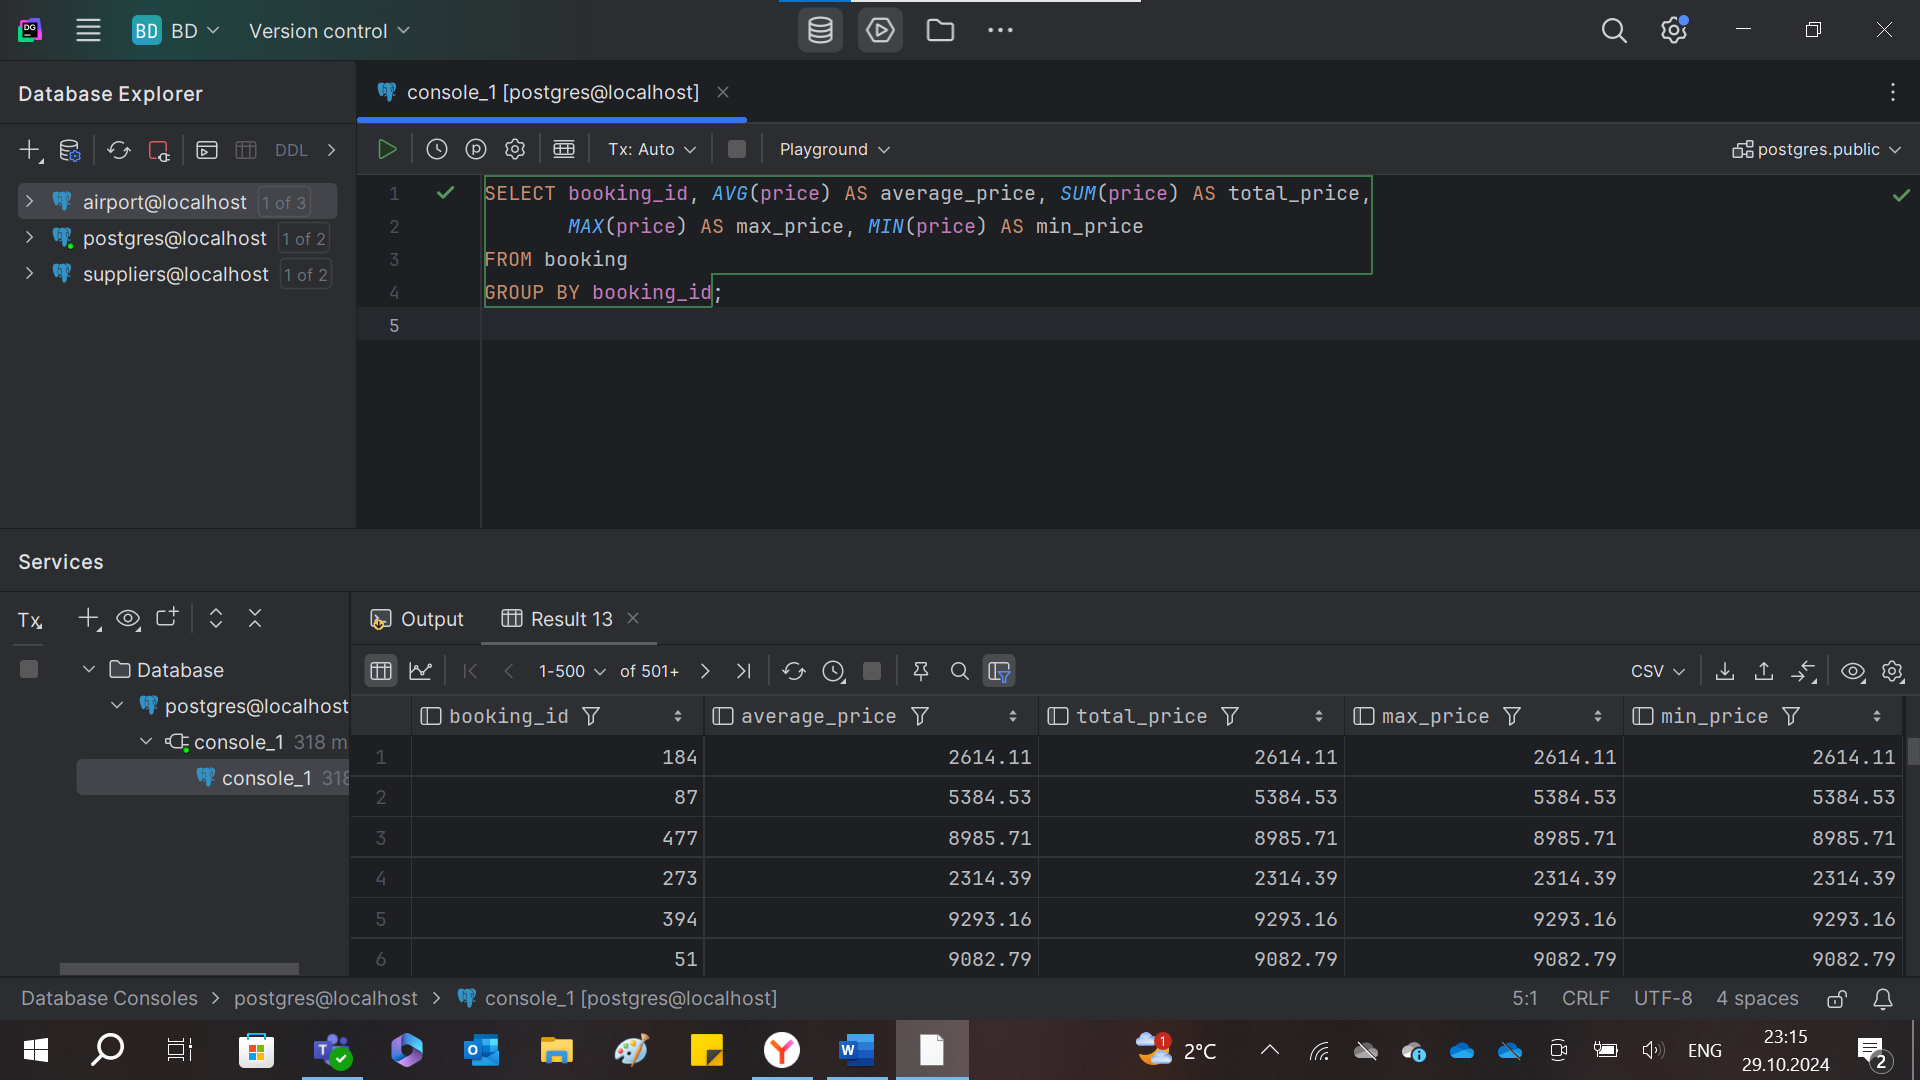 DG
BD BD Version control
Database Explorer
console_1 [postgres@localhost]
DDL
Tx: Auto Playground postgres.public
airport@localhost 1 of 3
postgres@localhost 1 of 2
suppliers@localhost 1 of 2
1 SELECT booking_id, AVG(price) AS average_price, SUM(price) AS total_price,
2 MAX(price) AS max_price, MIN(price) AS min_price
3 FROM booking
4 GROUP BY booking_id;
5
Services
Tx
Database
postgres@localhost
console_1 318 m
console_1 318
Output Result 13
1-500 of 501+ CSV
booking_id average_price total_price max_price min_price
1 184 2614.11 2614.11 2614.11 2614.11
2 87 5384.53 5384.53 5384.53 5384.53
3 477 8985.71 8985.71 8985.71 8985.71
4 273 2314.39 2314.39 2314.39 2314.39
5 394 9293.16 9293.16 9293.16 9293.16
6 51 9082.79 9082.79 9082.79 9082.79
Database Consoles > postgres@localhost > console_1 [postgres@localhost] 5:1 CRLF UTF-8 4 spaces
1 2°C ENG 23:15
29.10.2024 2